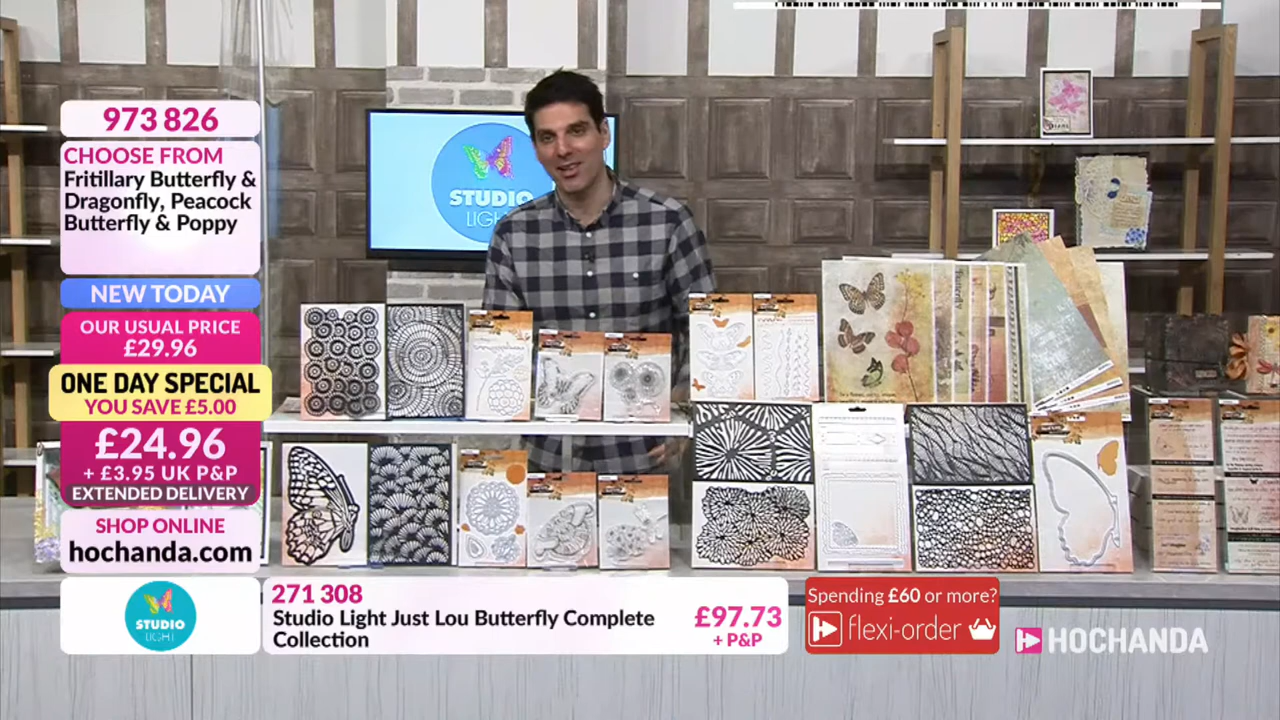 973 826
CHOOSE FROM
Fritillary Butterfly &
Dragonfly, Peacock
Butterfly & Poppy
NEW TODAY
OUR USUAL PRICE
£29.96
ONE DAY SPECIAL
YOU SAVE £5.00
£24.96
+ £3.95 UK P&P
EXTENDED DELIVERY
SHOP ONLINE
hochanda.com
STUDIO
LIGH
STUDIO
LIGHT
271 308
Studio Light Just Lou Butterfly Complete
Collection
£97.73
+ P&P
Spending £60 or more?
flexi-order
HOCHANDA